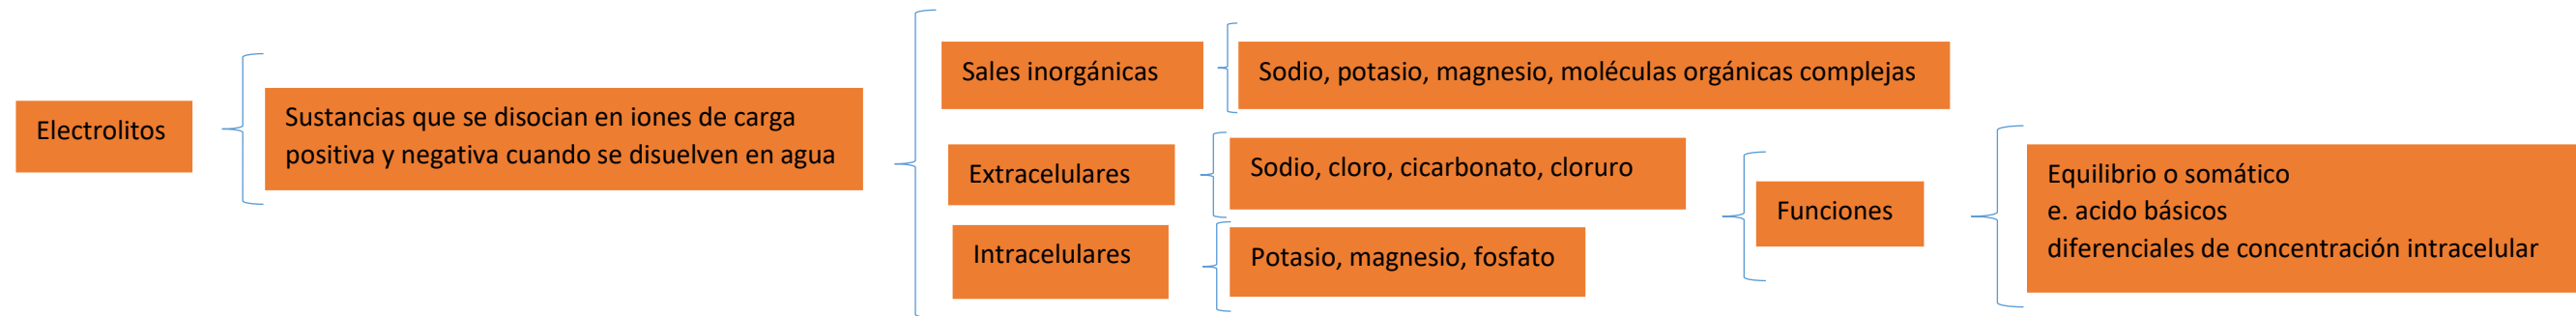 Electrolitos
Sustancias que se disocian en iones de carga
positiva y negativa cuando se disuelven en agua
Sales inorgánicas
Sodio, potasio, magnesio, moléculas orgánicas complejas
Extracelulares
Sodio, cloro, cicarbonato, cloruro
Intracelulares
Potasio, magnesio, fosfato
Funciones
Equilibrio o somático
e. acido básicos
diferenciales de concentración intracelular